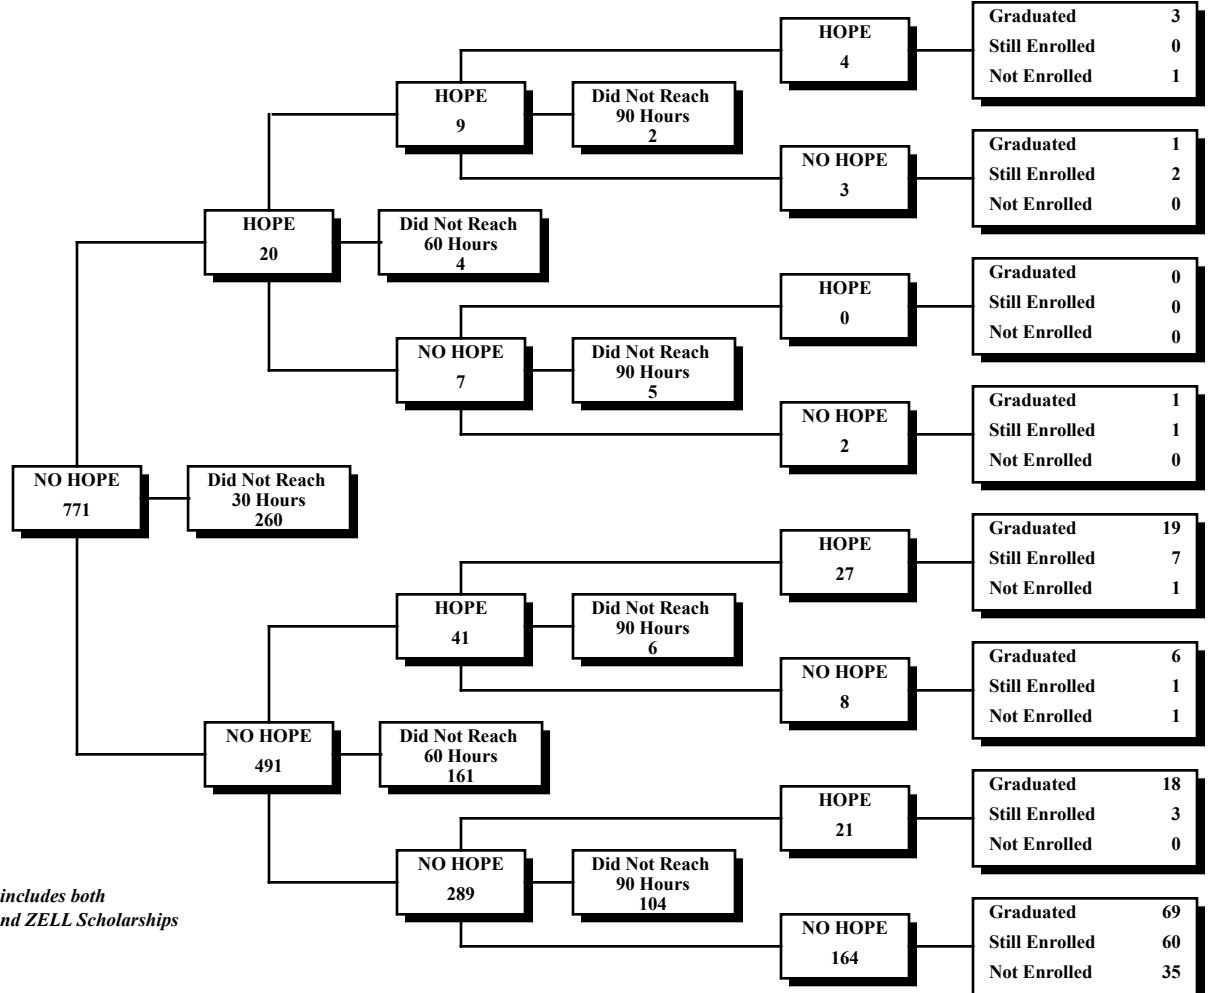 Graduated 3
HOPE
Still Enrolled 0
4
Not Enrolled 1
HOPE
9
Did Not Reach
90 Hours
2
Graduated 1
NO HOPE
Still Enrolled 2
3
Not Enrolled 0
HOPE
20
Did Not Reach
60 Hours
4
Graduated 0
HOPE
Still Enrolled 0
0
Not Enrolled 0
NO HOPE
7
Did Not Reach
90 Hours
5
Graduated 1
NO HOPE
Still Enrolled 1
2
Not Enrolled 0
NO HOPE
771
Did Not Reach
30 Hours
260
Graduated 19
HOPE
Still Enrolled 7
27
Not Enrolled 1
HOPE
41
Did Not Reach
90 Hours
6
Graduated 6
NO HOPE
Still Enrolled 1
8
Not Enrolled 1
NO HOPE
491
Did Not Reach
60 Hours
161
Graduated 18
HOPE
Still Enrolled 3
21
Not Enrolled 0
NO HOPE
289
Did Not Reach
90 Hours
104
Graduated 69
NO HOPE
Still Enrolled 60
164
Not Enrolled 35
includes both
nd ZELL Scholarships